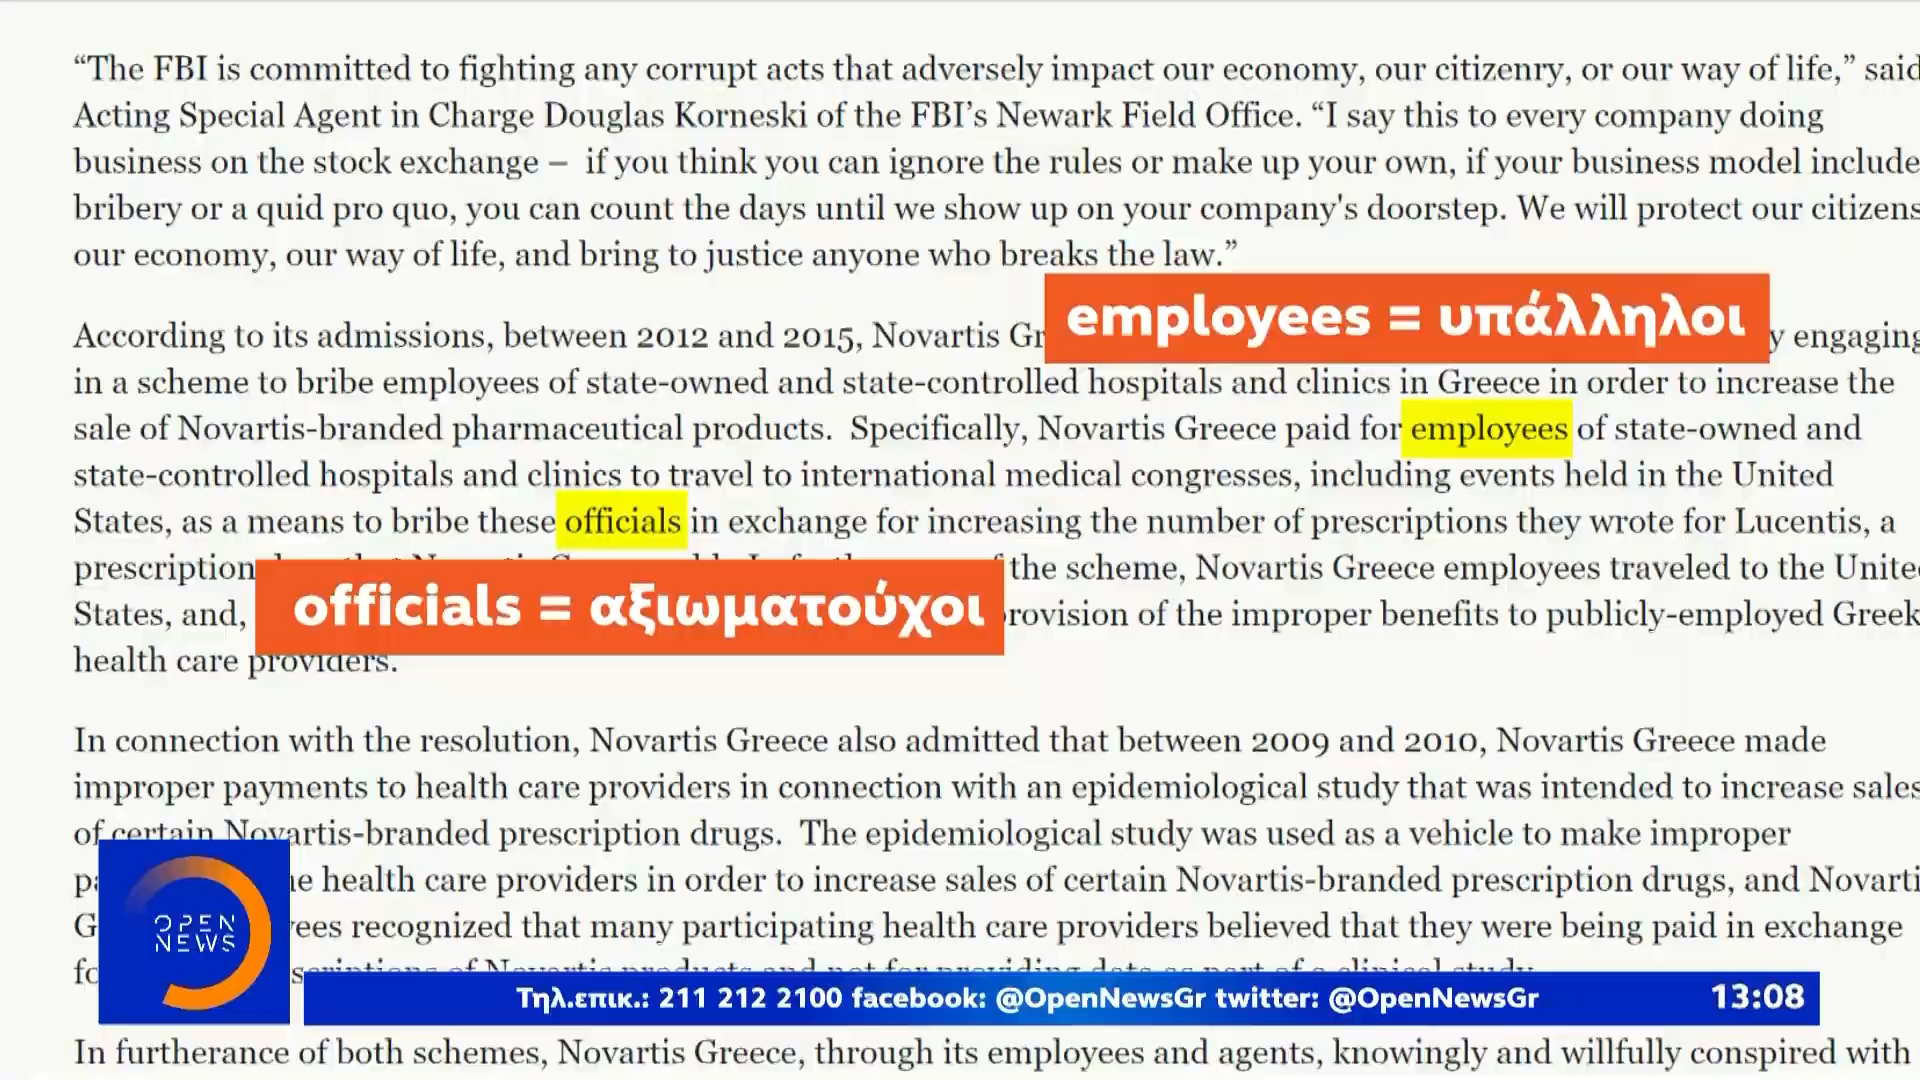 “The FBI is committed to fighting any corrupt acts that adversely impact our economy, our citizenry, or our way of life,” said
Acting Special Agent in Charge Douglas Korneski of the FBI’s Newark Field Office. “I say this to every company doing
business on the stock exchange – if you think you can ignore the rules or make up your own, if your business model include
bribery or a quid pro quo, you can count the days until we show up on your company's doorstep. We will protect our citizens
our economy, our way of life, and bring to justice anyone who breaks the law.”
employees = υπάλληλοι
According to its admissions, between 2012 and 2015, Novartis Gr y engaging
in a scheme to bribe employees of state-owned and state-controlled hospitals and clinics in Greece in order to increase the
sale of Novartis-branded pharmaceutical products. Specifically, Novartis Greece paid for employees of state-owned and
state-controlled hospitals and clinics to travel to international medical congresses, including events held in the United
States, as a means to bribe these officials in exchange for increasing the number of prescriptions they wrote for Lucentis, a
prescription the scheme, Novartis Greece employees traveled to the Unite
officials = αξιωματούχοι
States, and, rovision of the improper benefits to publicly-employed Greek
health care providers.
In connection with the resolution, Novartis Greece also admitted that between 2009 and 2010, Novartis Greece made
improper payments to health care providers in connection with an epidemiological study that was intended to increase sales
of certain Novartis-branded prescription drugs. The epidemiological study was used as a vehicle to make improper
pa e health care providers in order to increase sales of certain Novartis-branded prescription drugs, and Novarti
G ees recognized that many participating health care providers believed that they were being paid in exchange
fo scriptions of Novartis products and not for providing data as part of a clinical study.
OPEN
NEWS
Τηλ.επικ.: 211 212 2100 facebook: @OpenNewsGr twitter: @OpenNewsGr 13:08
In furtherance of both schemes, Novartis Greece, through its employees and agents, knowingly and willfully conspired with